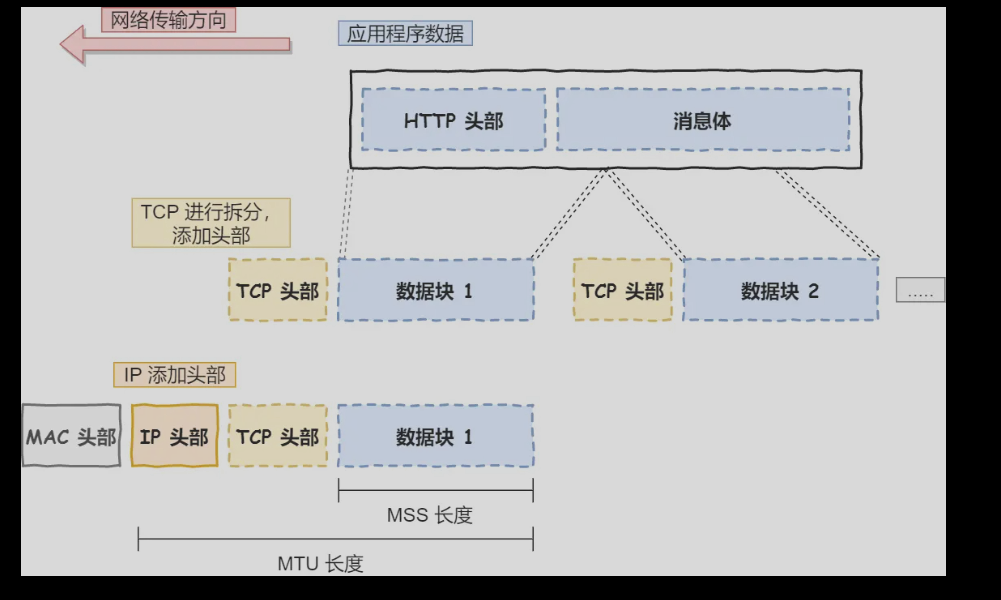 网络传输方向
应用程序数据
HTTP 头部
消息体
TCP 进行拆分，
添加头部
TCP 头部
数据块 1
TCP 头部
数据块 2
.....
IP 添加头部
MAC 头部
IP 头部
TCP 头部
数据块 1
MSS 长度
MTU 长度